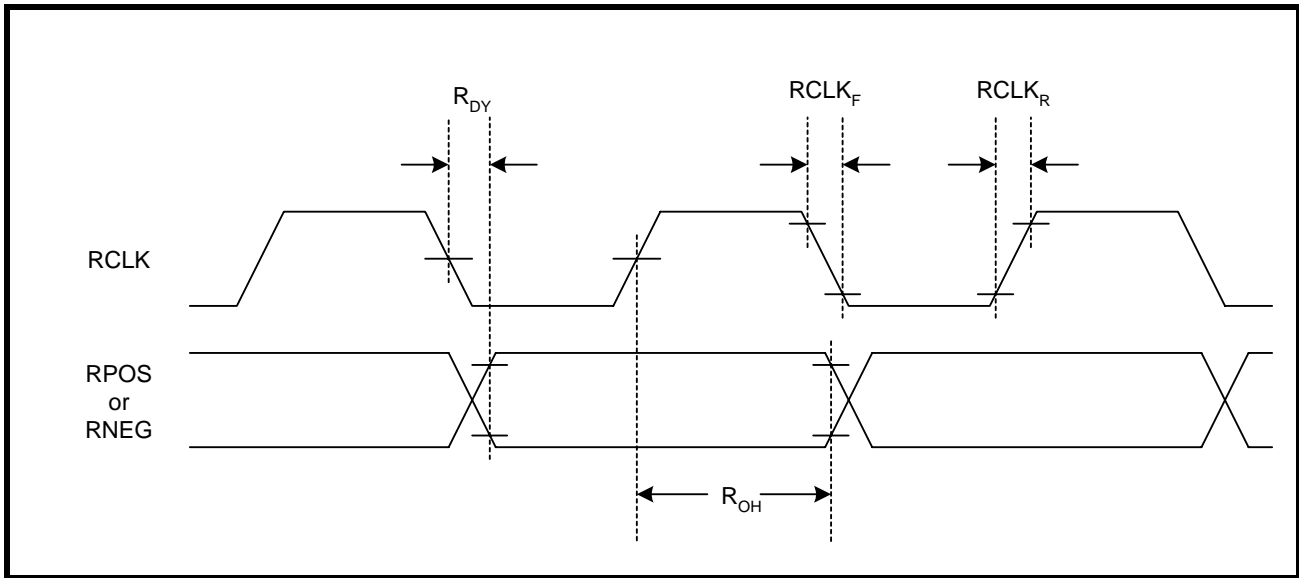 R_DY
RCLK_F
RCLK_R
RCLK
RPOS
or
RNEG
R_OH